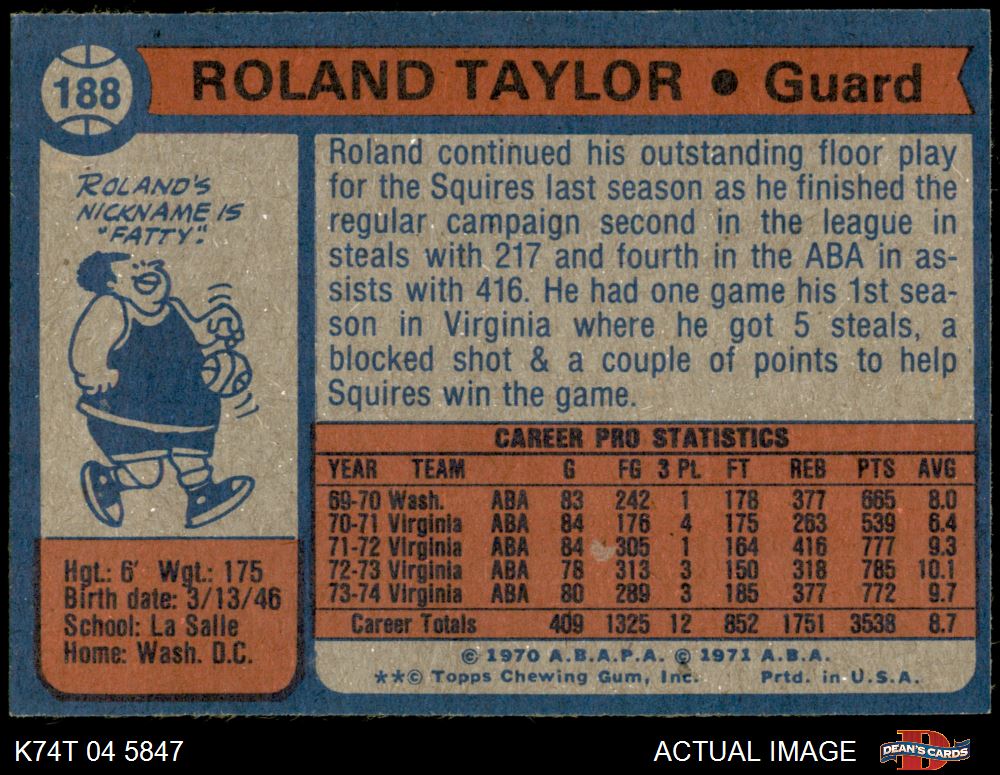 188
ROLAND TAYLOR • Guard
ROLAND'S
NICKNAME IS
"FATTY".
Roland continued his outstanding floor play
for the Squires last season as he finished the
regular campaign second in the league in
steals with 217 and fourth in the ABA in as-
sists with 416. He had one game his 1st sea-
son in Virginia where he got 5 steals, a
blocked shot & a couple of points to help
Squires win the game.
Hgt.: 6' Wgt.: 175
Birth date: 3/13/46
School: La Salle
Home: Wash. D.C.
CAREER PRO STATISTICS
YEAR TEAM G FG 3 PL FT REB PTS AVG
69-70 Wash. ABA 83 242 1 178 377 665 8.0
70-71 Virginia ABA 84 176 4 175 263 539 6.4
71-72 Virginia ABA 84 305 1 164 416 777 9.3
72-73 Virginia ABA 78 313 3 150 318 785 10.1
73-74 Virginia ABA 80 289 3 185 377 772 9.7
Career Totals 409 1325 12 852 1751 3538 8.7
© 1970 A.B.A.P.A. © 1971 A.B.A.
**© Topps Chewing Gum, Inc. Prtd. in U.S.A.
K74T 04 5847
ACTUAL IMAGE
D
DEAN'S CARDS